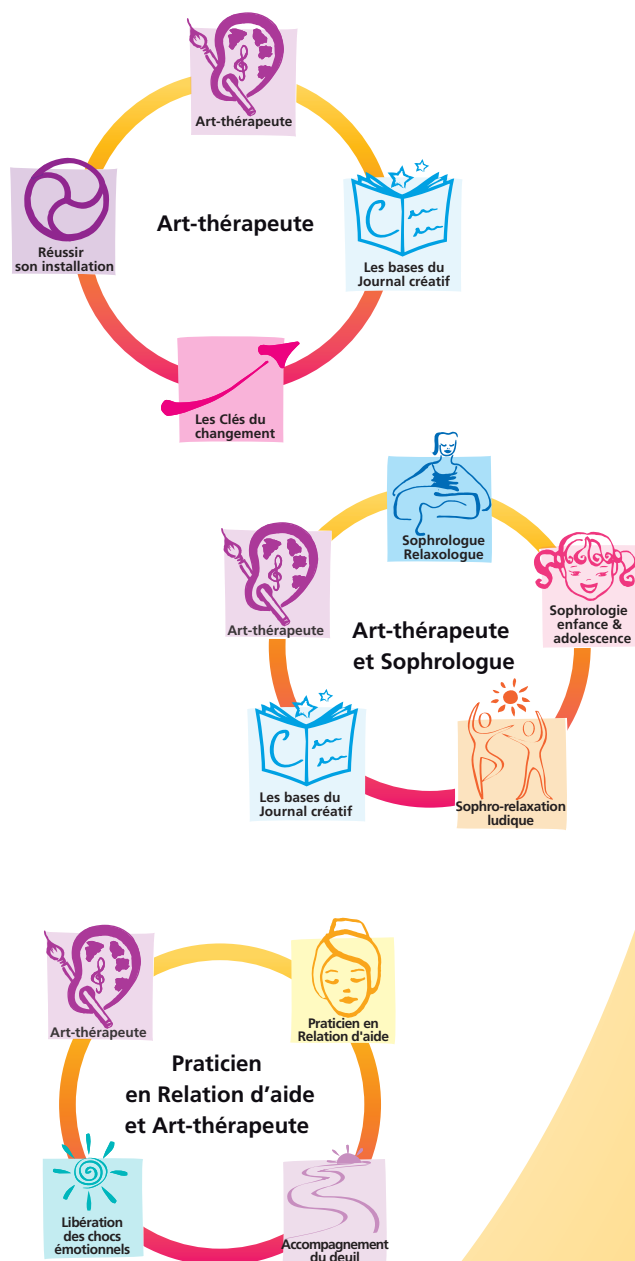 Art-thérapeute
Art-thérapeute
Réussir
son installation
Les bases du
Journal créatif
Les Clés du
changement
Sophrologue
Relaxologue
Art-thérapeute
Sophrologie
enfance &
adolescence
Art-thérapeute
et Sophrologue
Les bases du
Journal créatif
Sophro-relaxation
ludique
Art-thérapeute
Praticien en
Relation d'aide
Praticien
en Relation d’aide
et Art-thérapeute
Libération
des chocs
émotionnels
Accompagnement
du deuil